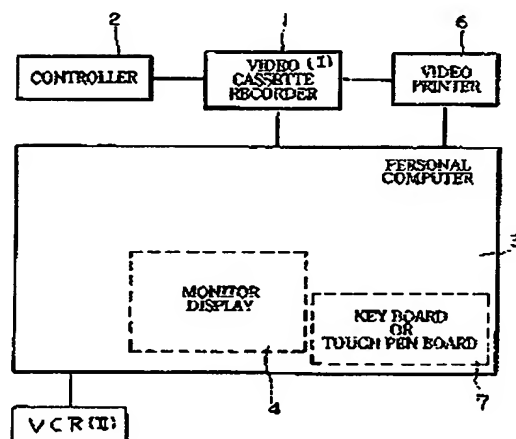 2
1
6
CONTROLLER
VIDEO (I)
CASSETTE
RECORDER
VIDEO
PRINTER
PERSONAL
COMPUTER
MONITOR
DISPLAY
KEY BOARD
OR
TOUCH PEN BOARD
4
7
VCR(II)